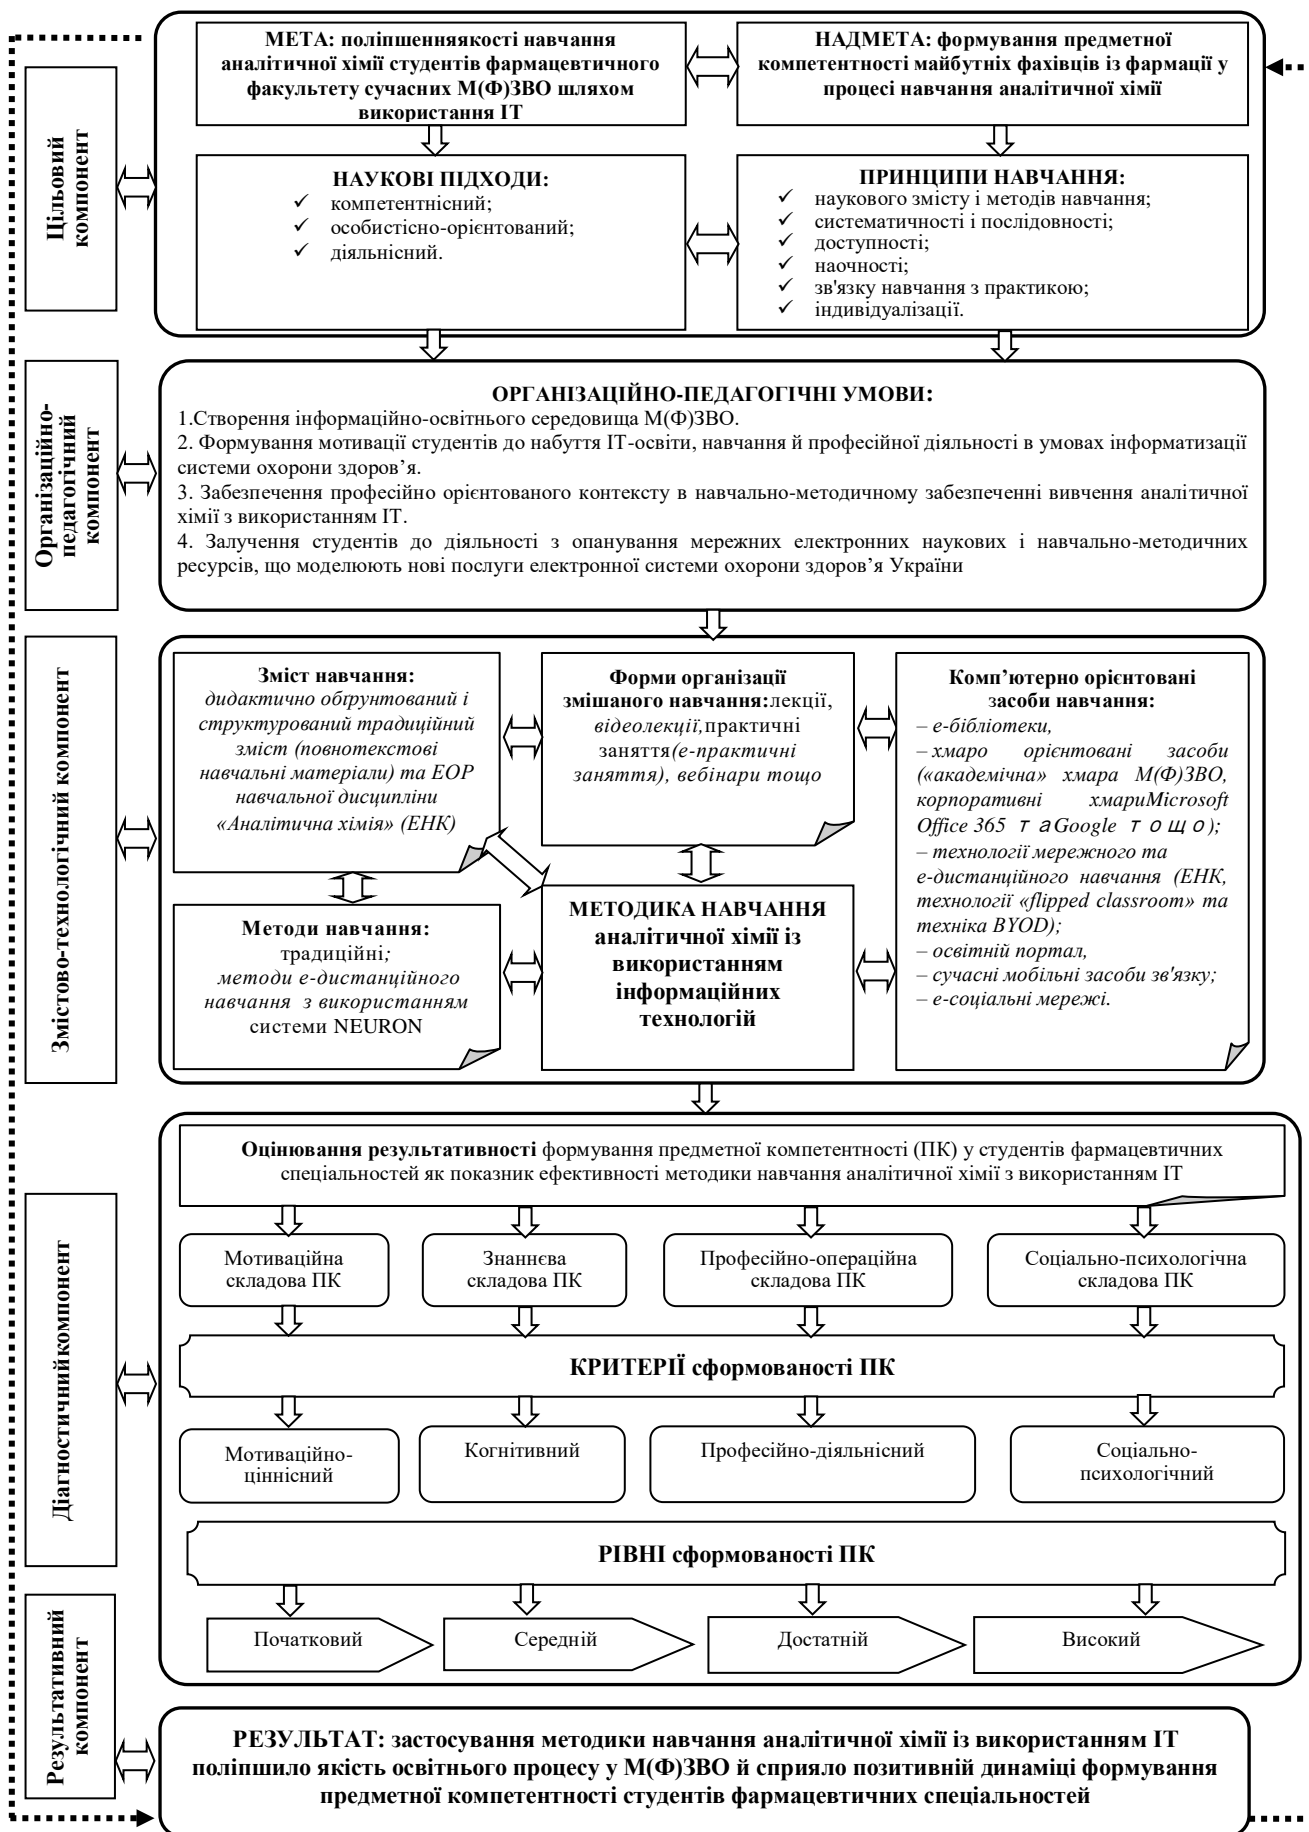 МЕТА: поліпшенняякості навчання
аналітичної хімії студентів фармацевтичного
факультету сучасних М(Ф)ЗВО шляхом
використання ІТ
НАДМЕТА: формування предметної
компетентності майбутніх фахівців із фармації у
процесі навчання аналітичної хімії
Цільовий
компонент
НАУКОВІ ПІДХОДИ:
✓ компетентнісний;
✓ особистісно-орієнтований;
✓ діяльнісний.
ПРИНЦИПИ НАВЧАННЯ:
✓ наукового змісту і методів навчання;
✓ систематичності і послідовності;
✓ доступності;
✓ наочності;
✓ зв'язку навчання з практикою;
✓ індивідуалізації.
Організаційно-
педагогічний
компонент
ОРГАНІЗАЦІЙНО-ПЕДАГОГІЧНІ УМОВИ:
1.Створення інформаційно-освітнього середовища М(Ф)ЗВО.
2. Формування мотивації студентів до набуття ІТ-освіти, навчання й професійної діяльності в умовах інформатизації
системи охорони здоров’я.
3. Забезпечення професійно орієнтованого контексту в навчально-методичному забезпеченні вивчення аналітичної
хімії з використанням ІТ.
4. Залучення студентів до діяльності з опанування мережних електронних наукових і навчально-методичних
ресурсів, що моделюють нові послуги електронної системи охорони здоров’я України
Змістово-технологічний компонент
Зміст навчання:
дидактично обґрунтований і
структурований традиційний
зміст (повнотекстові
навчальні матеріали) та ЕОР
навчальної дисципліни
«Аналітична хімія» (ЕНК)
Форми організації
змішаного навчання:лекції,
відеолекції,практичні
заняття(е-практичні
заняття), вебінари тощо
Комп’ютерно орієнтовані
засоби навчання:
– е-бібліотеки,
– хмаро орієнтовані засоби
(«академічна» хмара М(Ф)ЗВО,
корпоративні хмариMicrosoft
Office 365 таGoogle тощо);
– технології мережного та
е-дистанційного навчання (ЕНК,
технології «flipped classroom» та
техніка BYOD);
– освітній портал,
– сучасні мобільні засоби зв'язку;
– е-соціальні мережі.
Методи навчання:
традиційні;
методи е-дистанційного
навчання з використанням
системи NEURON
МЕТОДИКА НАВЧАННЯ
аналітичної хімії із
використанням
інформаційних
технологій
Діагностичнийкомпонент
Оцінювання результативності формування предметної компетентності (ПК) у студентів фармацевтичних
спеціальностей як показник ефективності методики навчання аналітичної хімії з використанням ІТ
Мотиваційна
складова ПК
Знаннєва
складова ПК
Професійно-операційна
складова ПК
Соціально-психологічна
складова ПК
КРИТЕРІЇ сформованості ПК
Мотиваційно-
ціннісний
Когнітивний
Професійно-діяльнісний
Соціально-
психологічний
РІВНІ сформованості ПК
Початковий
Середній
Достатній
Високий
Результативний
компонент
РЕЗУЛЬТАТ: застосування методики навчання аналітичної хімії із використанням ІТ
поліпшило якість освітнього процесу у М(Ф)ЗВО й сприяло позитивній динаміці формування
предметної компетентності студентів фармацевтичних спеціальностей